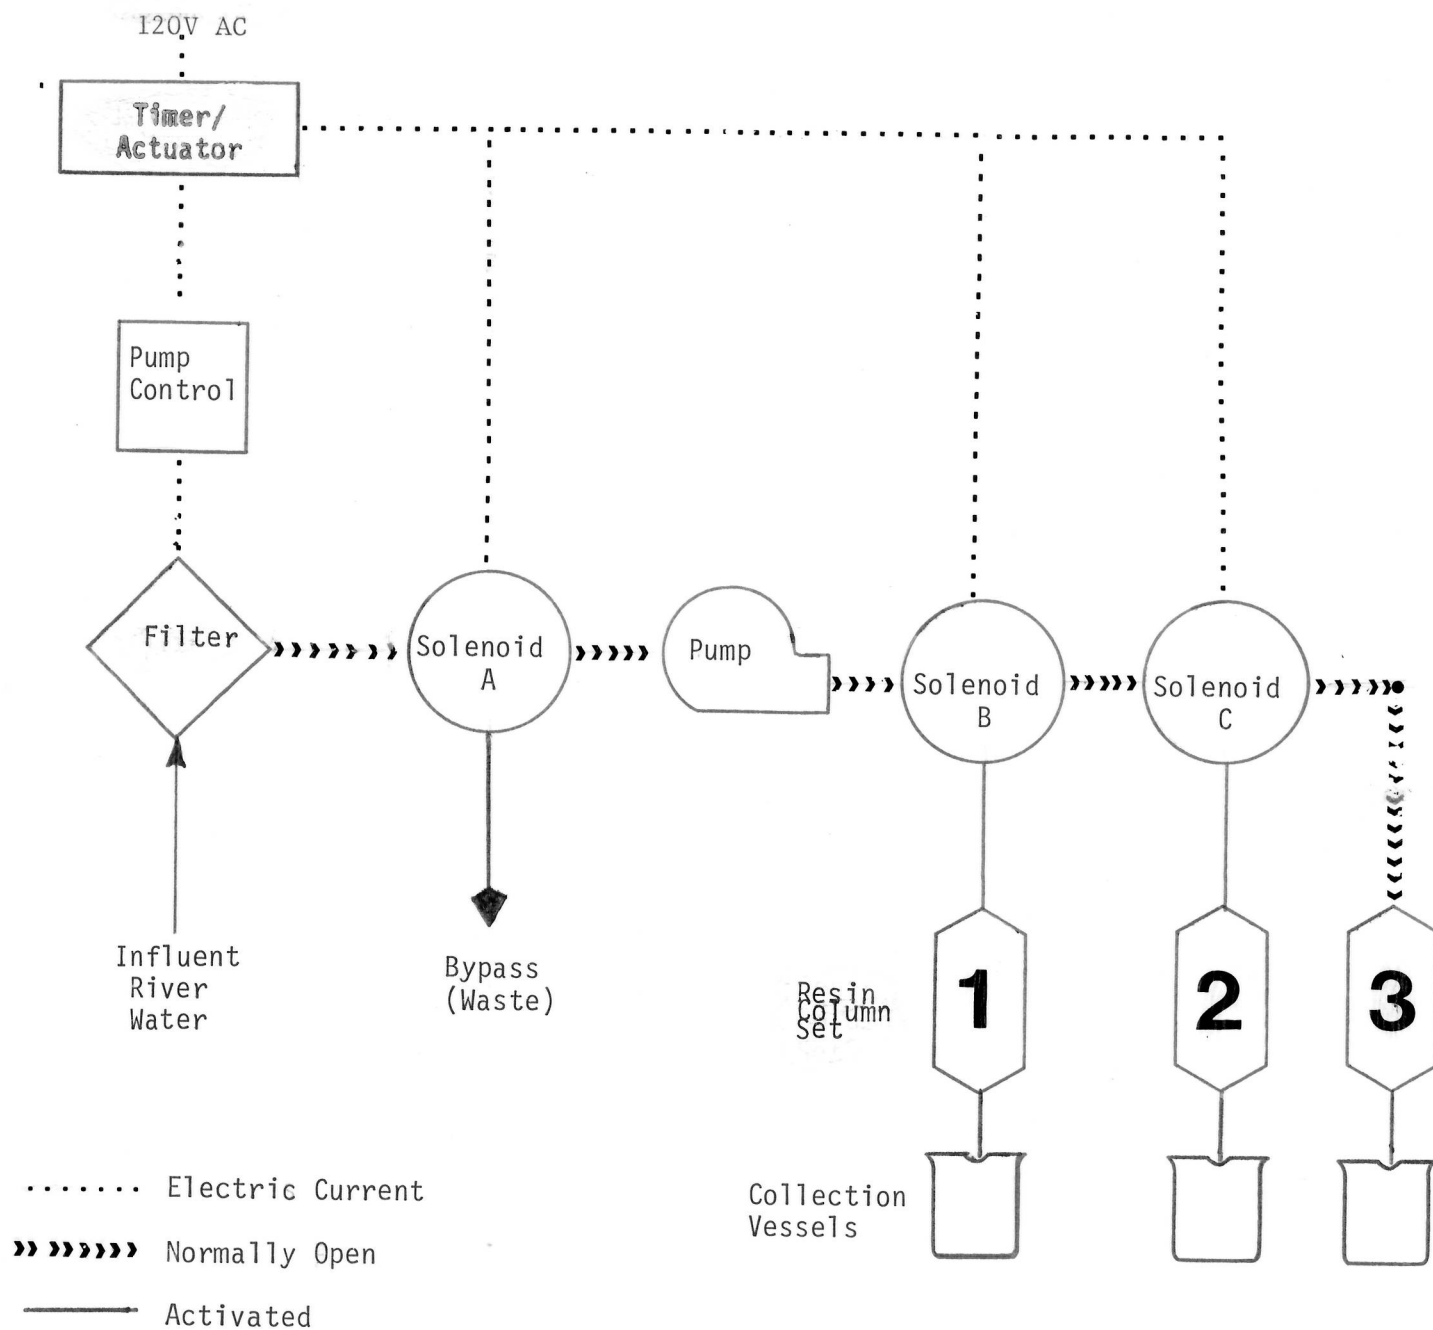 120V AC
Timer/
Actuator
Pump
Control
Filter
Solenoid
A
Pump
Solenoid
B
Solenoid
C
Influent
River
Water
Bypass
(Waste)
Resin
Column
Set
1
2
3
Collection
Vessels
Electric Current
Normally Open
Activated